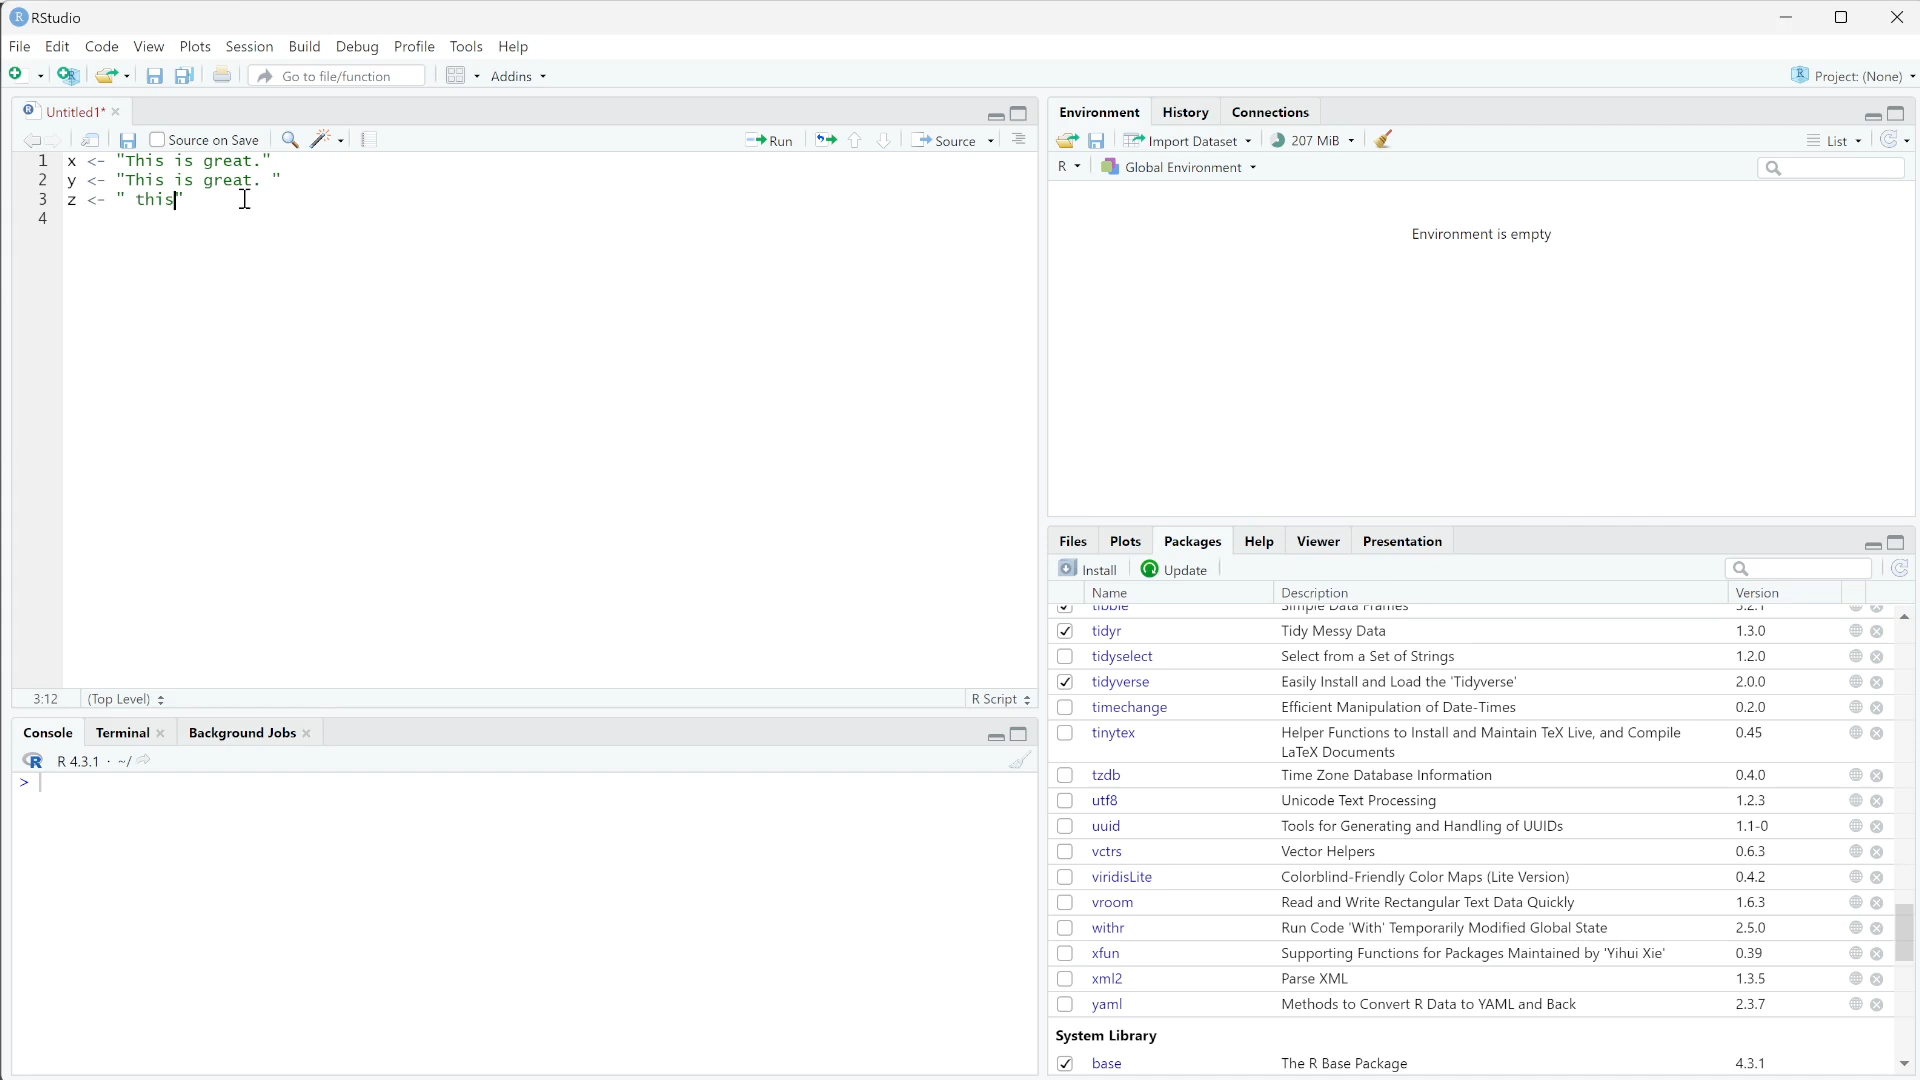 RStudio
File Edit Code View Plots Session Build Debug Profile Tools Help
Go to file/function Addins Project: (None)
Untitled1*
Source on Save Run Source
1 x <- "This is great."
2 y <- "This is great. "
3 z <- " this"
4
3:12 (Top Level) R Script
Console Terminal Background Jobs
R 4.3.1 · ~/
>
Environment History Connections
Import Dataset 207 MiB List
R Global Environment
Environment is empty
Files Plots Packages Help Viewer Presentation
Install Update
Name Description Version
tibble Simple Data Frames 3.2.1
tidyr Tidy Messy Data 1.3.0
tidyselect Select from a Set of Strings 1.2.0
tidyverse Easily Install and Load the 'Tidyverse' 2.0.0
timechange Efficient Manipulation of Date-Times 0.2.0
tinytex Helper Functions to Install and Maintain TeX Live, and Compile 0.45
LaTeX Documents
tzdb Time Zone Database Information 0.4.0
utf8 Unicode Text Processing 1.2.3
uuid Tools for Generating and Handling of UUIDs 1.1-0
vctrs Vector Helpers 0.6.3
viridisLite Colorblind-Friendly Color Maps (Lite Version) 0.4.2
vroom Read and Write Rectangular Text Data Quickly 1.6.3
withr Run Code 'With' Temporarily Modified Global State 2.5.0
xfun Supporting Functions for Packages Maintained by 'Yihui Xie' 0.39
xml2 Parse XML 1.3.5
yaml Methods to Convert R Data to YAML and Back 2.3.7
System Library
base The R Base Package 4.3.1